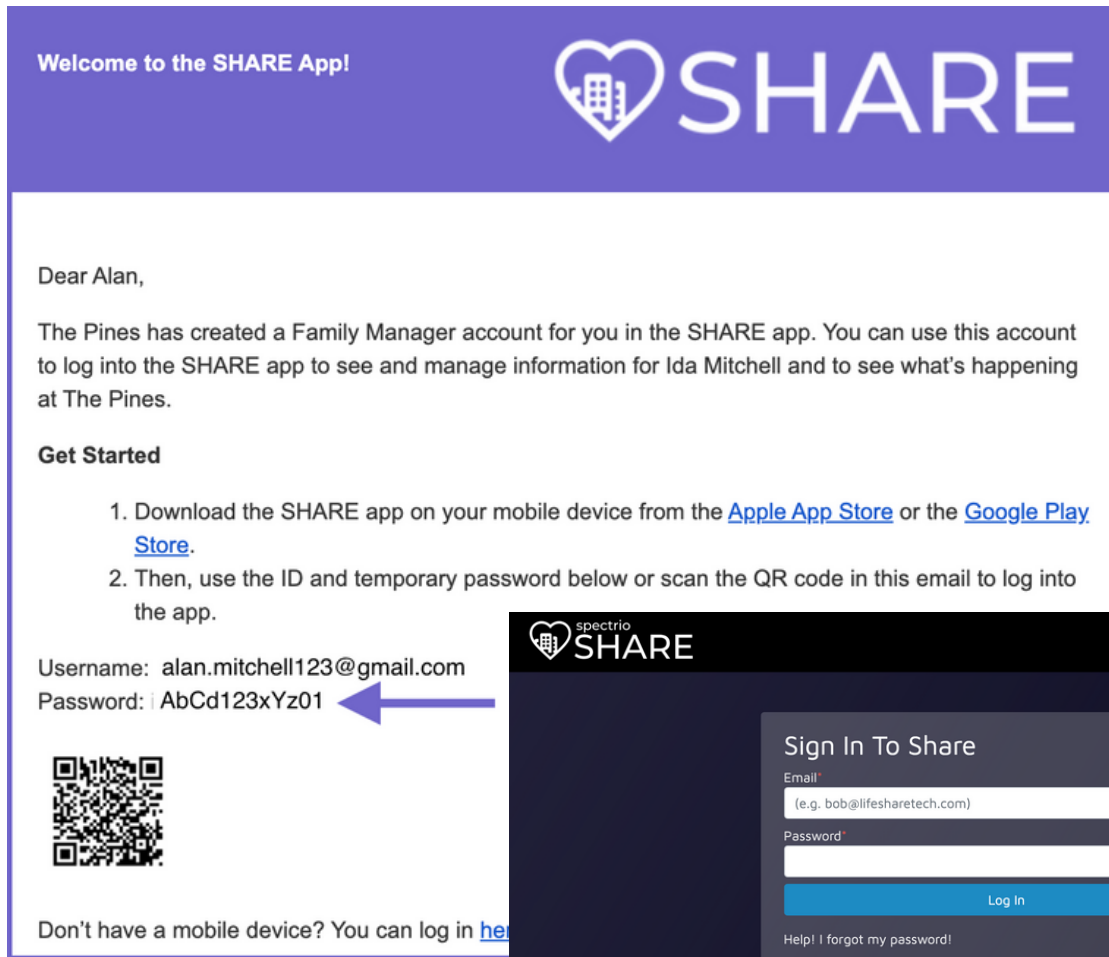 Welcome to the SHARE App!
SHARE
Dear Alan,
The Pines has created a Family Manager account for you in the SHARE app. You can use this account
to log into the SHARE app to see and manage information for Ida Mitchell and to see what's happening
at The Pines.
Get Started
1. Download the SHARE app on your mobile device from the Apple App Store or the Google Play
Store.
2. Then, use the ID and temporary password below or scan the QR code in this email to log into
the app.
Username: alan.mitchell123@gmail.com
Password: AbCd123xYz01
Don't have a mobile device? You can log in
spectrio
SHARE
Sign In To Share
Email*
(e.g. bob@lifesharetech.com)
Password*
Log In
Help! I forgot my password!